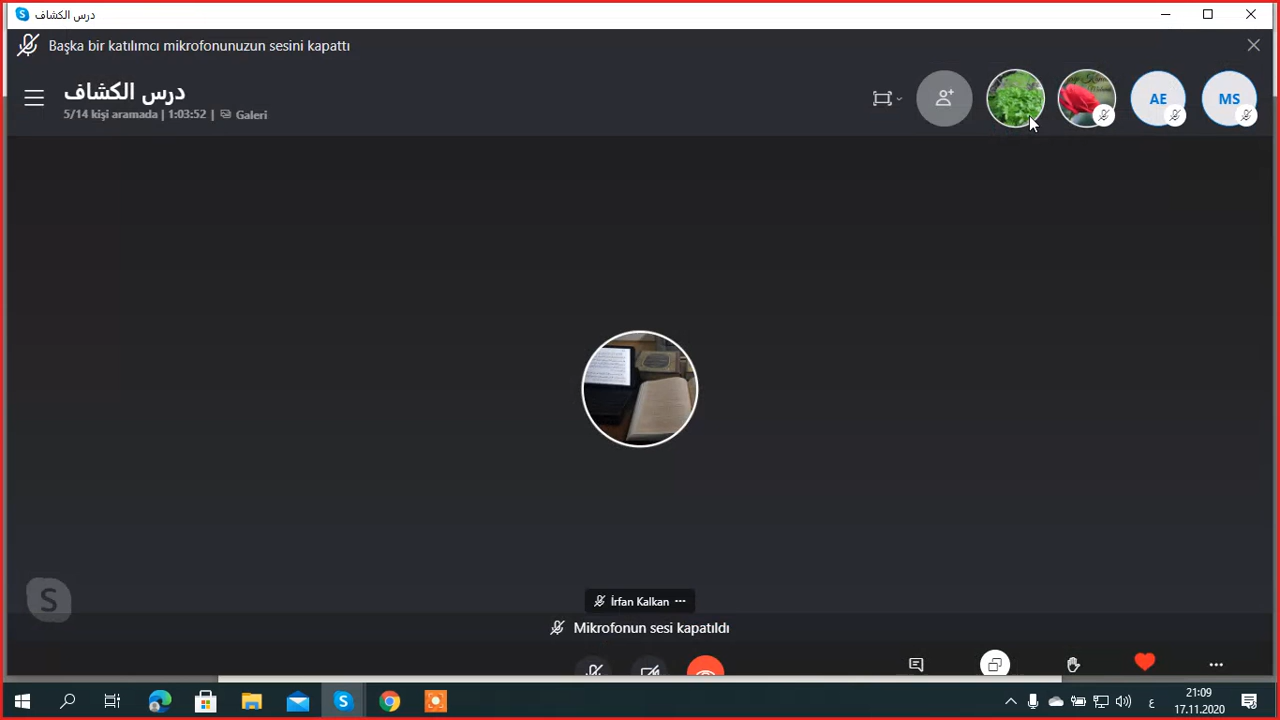 درس الكشاف
Başka bir katılımcı mikrofonunuzun sesini kapattı
درس الكشاف
5/14 kişi aramada | 1:03:52 | Galeri
AE
MS
S
İrfan Kalkan
Mikrofonun sesi kapatıldı
ع
21:09
17.11.2020